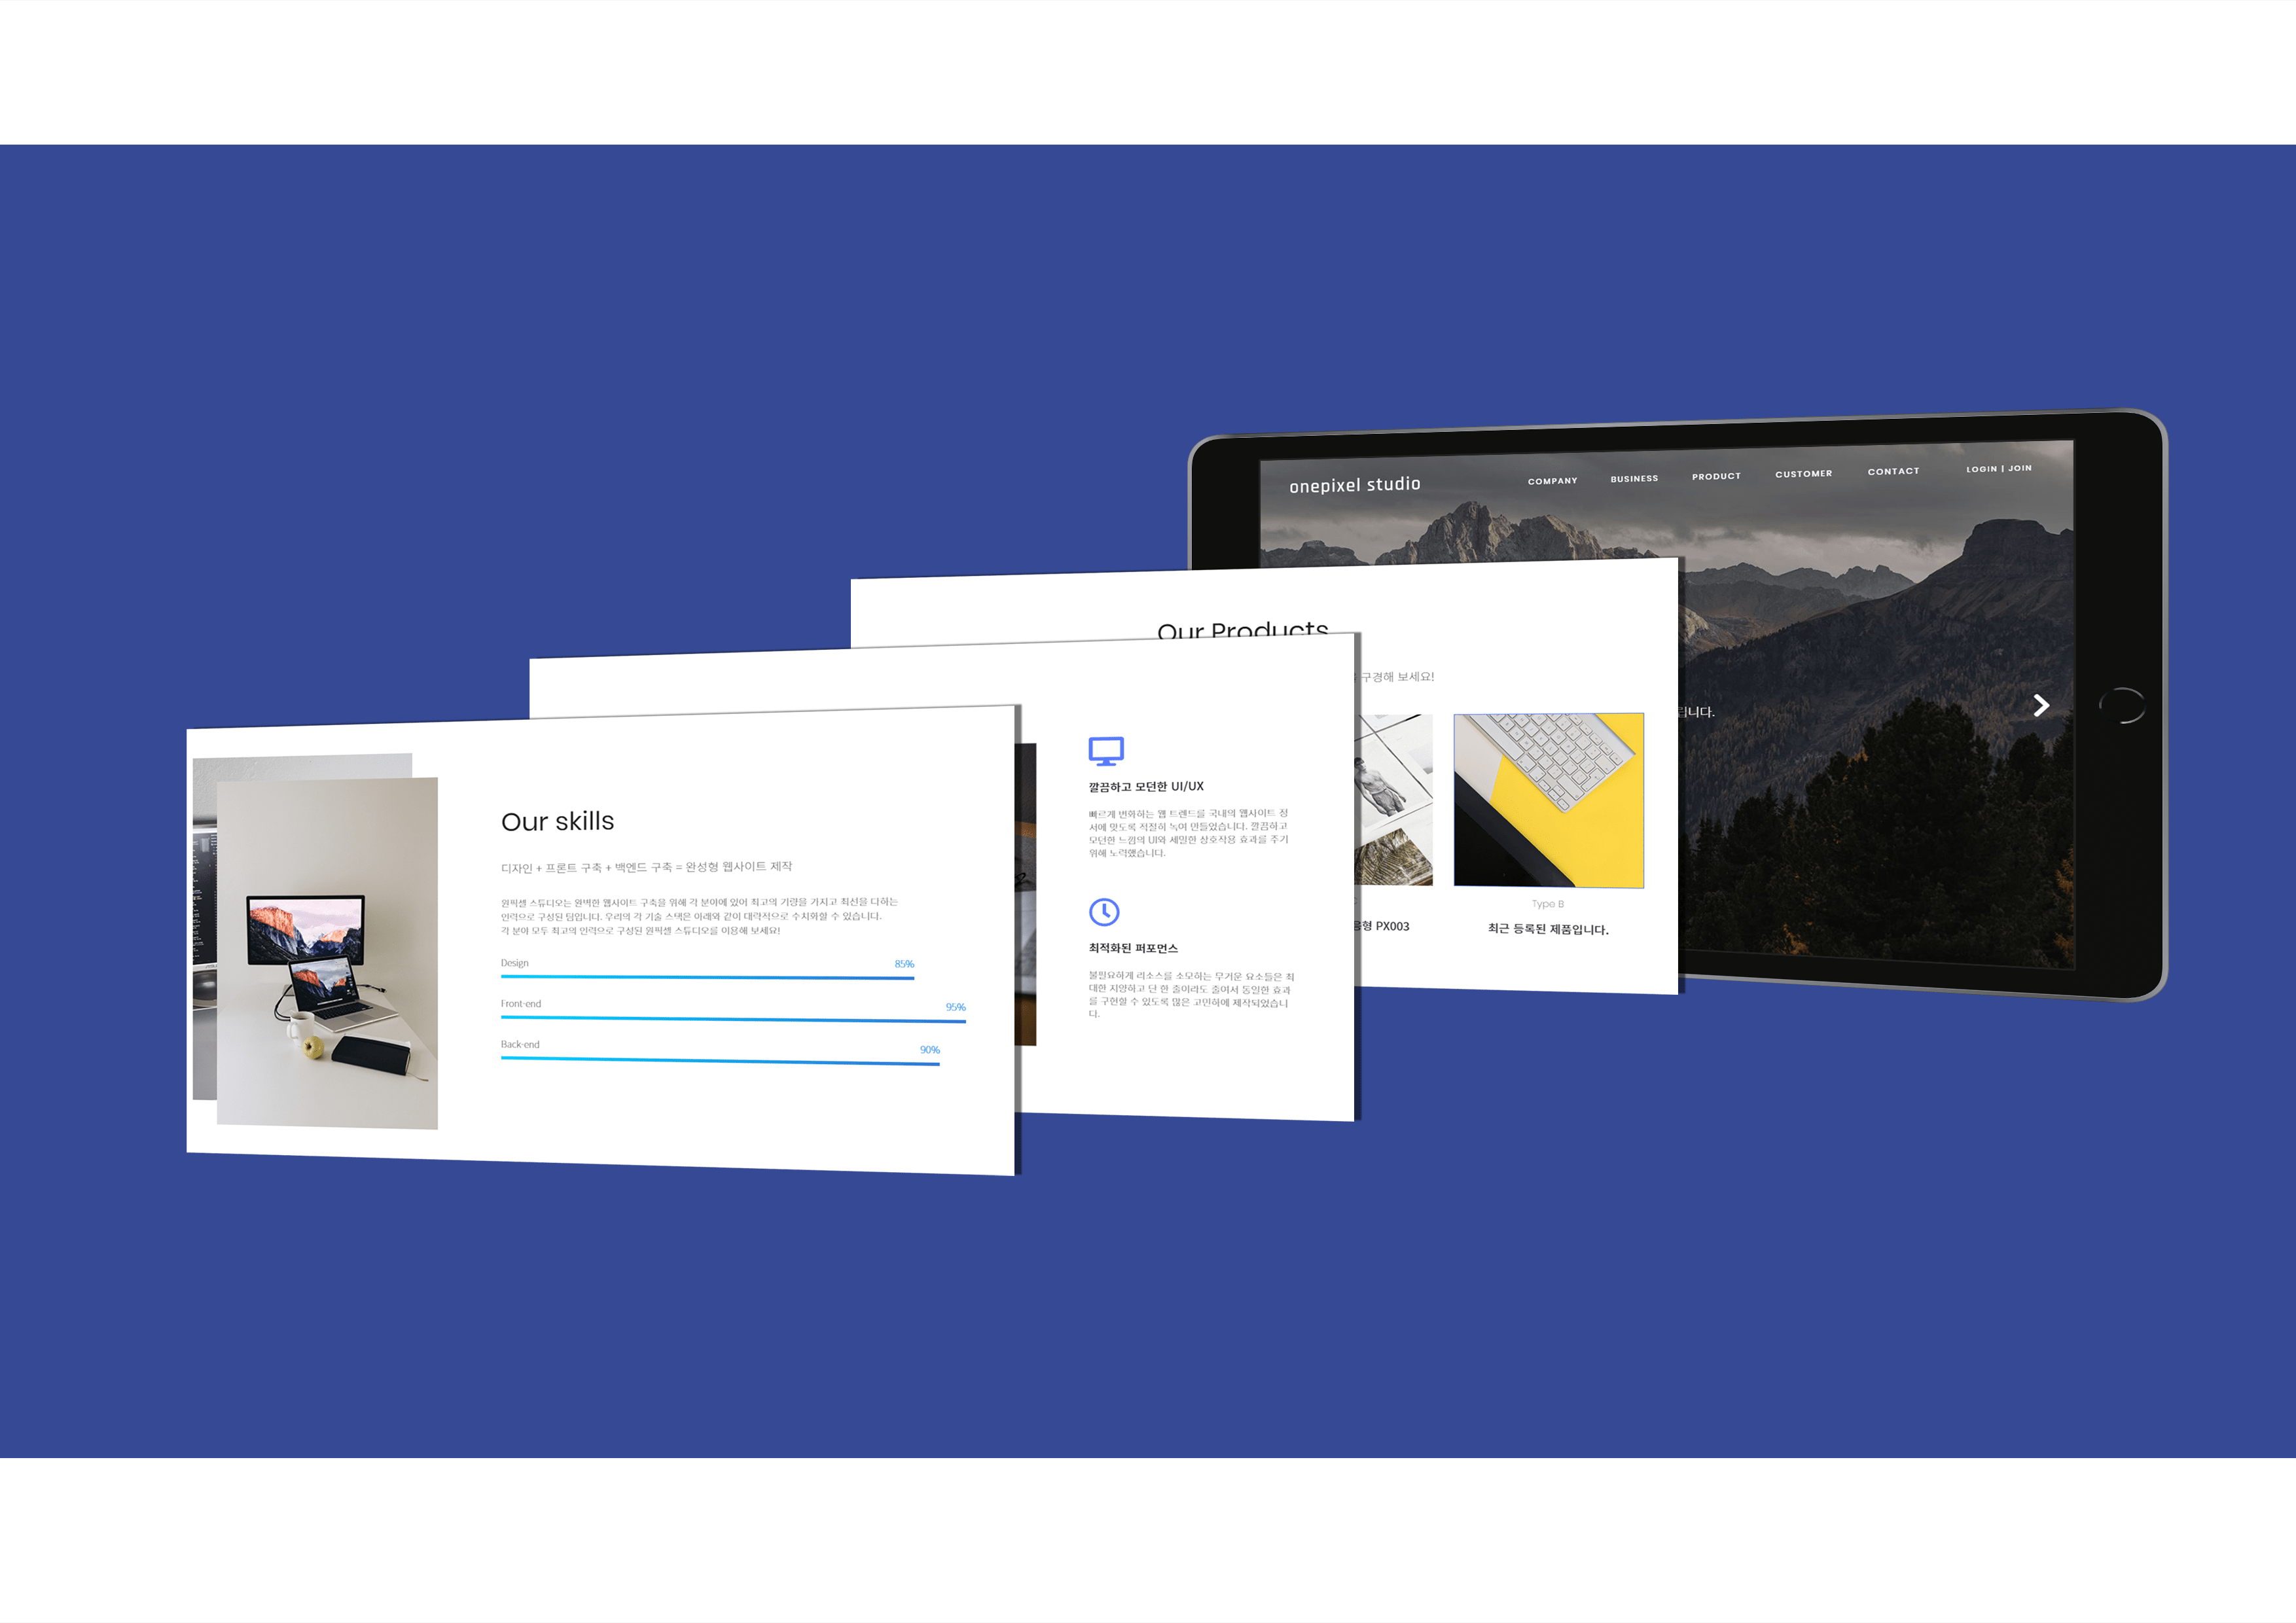 onepixel studio
COMPANY
BUSINESS
PRODUCT
CUSTOMER
CONTACT
LOGIN | JOIN
립니다.
Our Products
구경해 보세요!
Type B
용형 PX003
최근 등록된 제품입니다.
깔끔하고 모던한 UI/UX
빠르게 변화하는 웹 트렌드를 국내의 웹사이트 정
서에 맞도록 적절히 녹여 만들었습니다. 깔끔하고
모던한 느낌의 UI와 세밀한 상호작용 효과를 주기
위해 노력했습니다.
최적화된 퍼포먼스
불필요하게 리소스를 소모하는 무거운 요소들은 최
대한 지양하고 단 한 줄이라도 줄여서 동일한 효과
를 구현할 수 있도록 많은 고민하에 제작되었습니
다.
Our skills
디자인 + 프론트 구축 + 백엔드 구축 = 완성형 웹사이트 제작
원픽셀 스튜디오는 완벽한 웹사이트 구축을 위해 각 분야에 있어 최고의 기량을 가지고 최선을 다하는
인력으로 구성된 팀입니다. 우리의 각 기술 스택은 아래와 같이 대략적으로 수치화할 수 있습니다.
각 분야 모두 최고의 인력으로 구성된 원픽셀 스튜디오를 이용해 보세요!
Design 85%
Front-end 95%
Back-end 90%